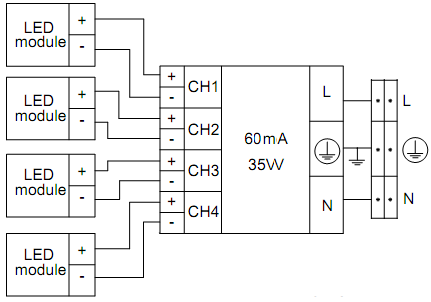 LED
module
+
-
LED
module
+
-
LED
module
+
-
LED
module
+
-
+
-
CH1
+
-
CH2
+
-
CH3
+
-
CH4
60mA
35W
L
N
L
N